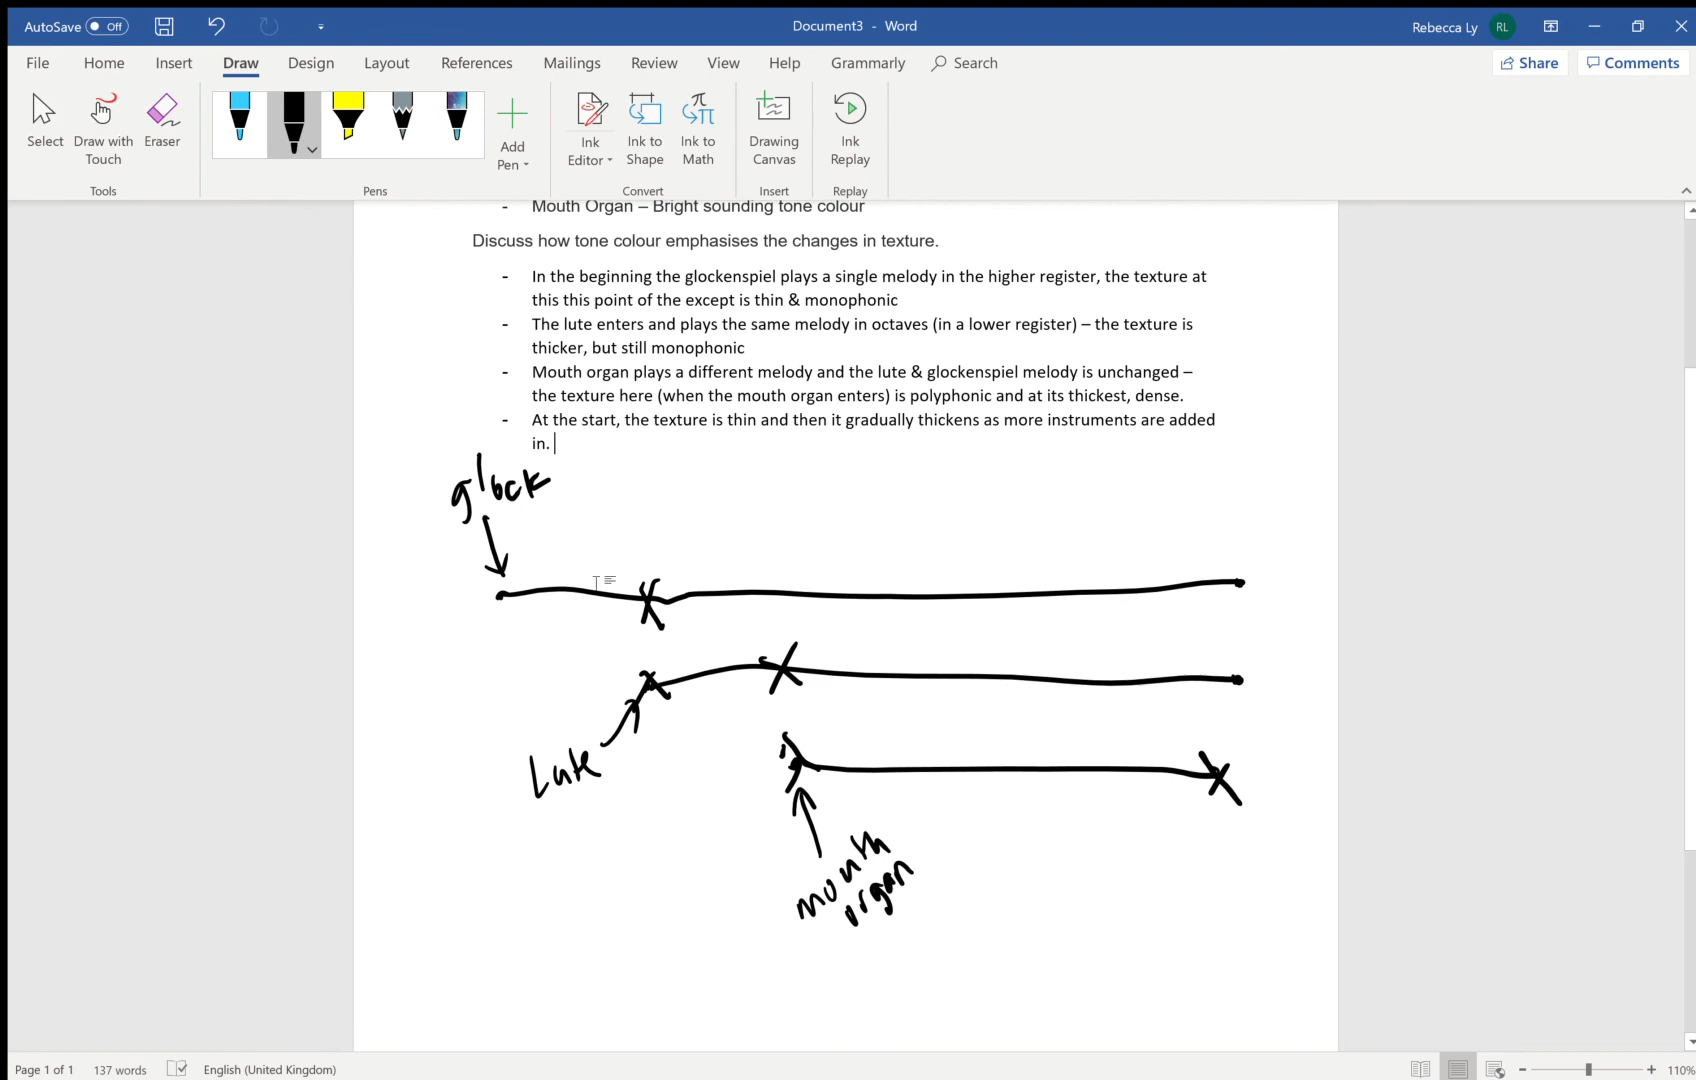 AutoSave Off
Document3 - Word
Rebecca Ly RL
File Home Insert Draw Design Layout References Mailings Review View Help Grammarly Search
Share Comments
Select
Draw with
Touch
Eraser
Add
Pen
Ink
Editor
Ink to
Shape
Ink to
Math
Drawing
Canvas
Ink
Replay
Tools Pens Convert Insert Replay
- Mouth Organ – Bright sounding tone colour
Discuss how tone colour emphasises the changes in texture.
- In the beginning the glockenspiel plays a single melody in the higher register, the texture at
this this point of the except is thin & monophonic
- The lute enters and plays the same melody in octaves (in a lower register) – the texture is
thicker, but still monophonic
- Mouth organ plays a different melody and the lute & glockenspiel melody is unchanged –
the texture here (when the mouth organ enters) is polyphonic and at its thickest, dense.
- At the start, the texture is thin and then it gradually thickens as more instruments are added
in.
glock
Lute
mouth
organ
Page 1 of 1 137 words English (United Kingdom) 110%